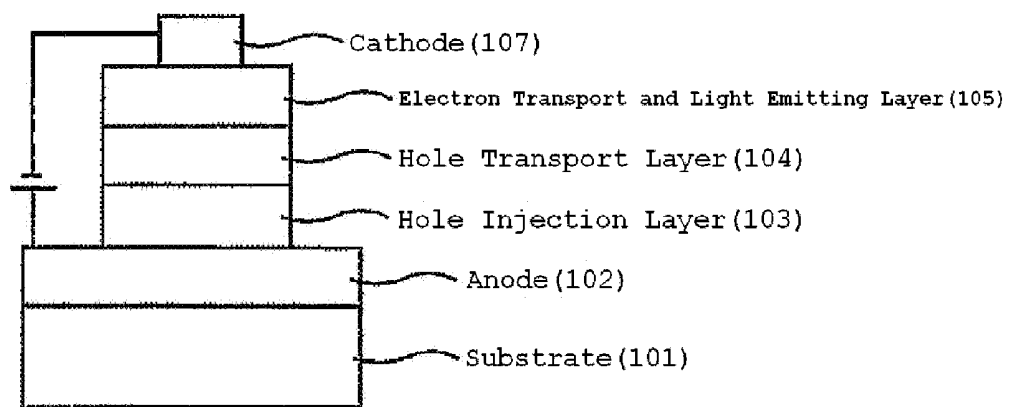 Cathode(107)
Electron Transport and Light Emitting Layer(105)
Hole Transport Layer(104)
Hole Injection Layer(103)
Anode(102)
Substrate(101)